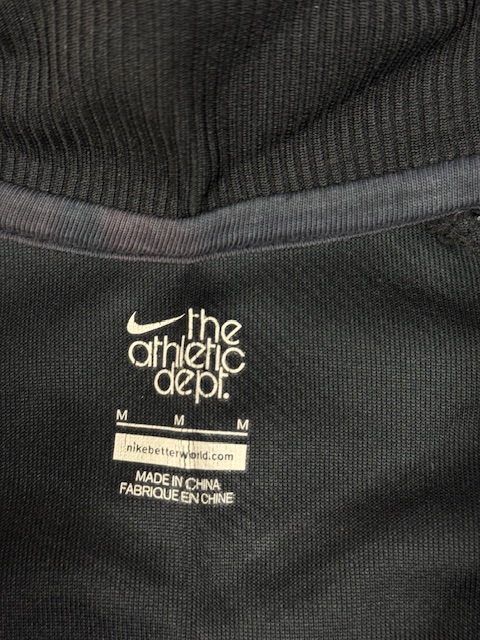 the
athletic
dept.
M M M
nikebetterworld.com
MADE IN CHINA
FABRIQUE EN CHINE